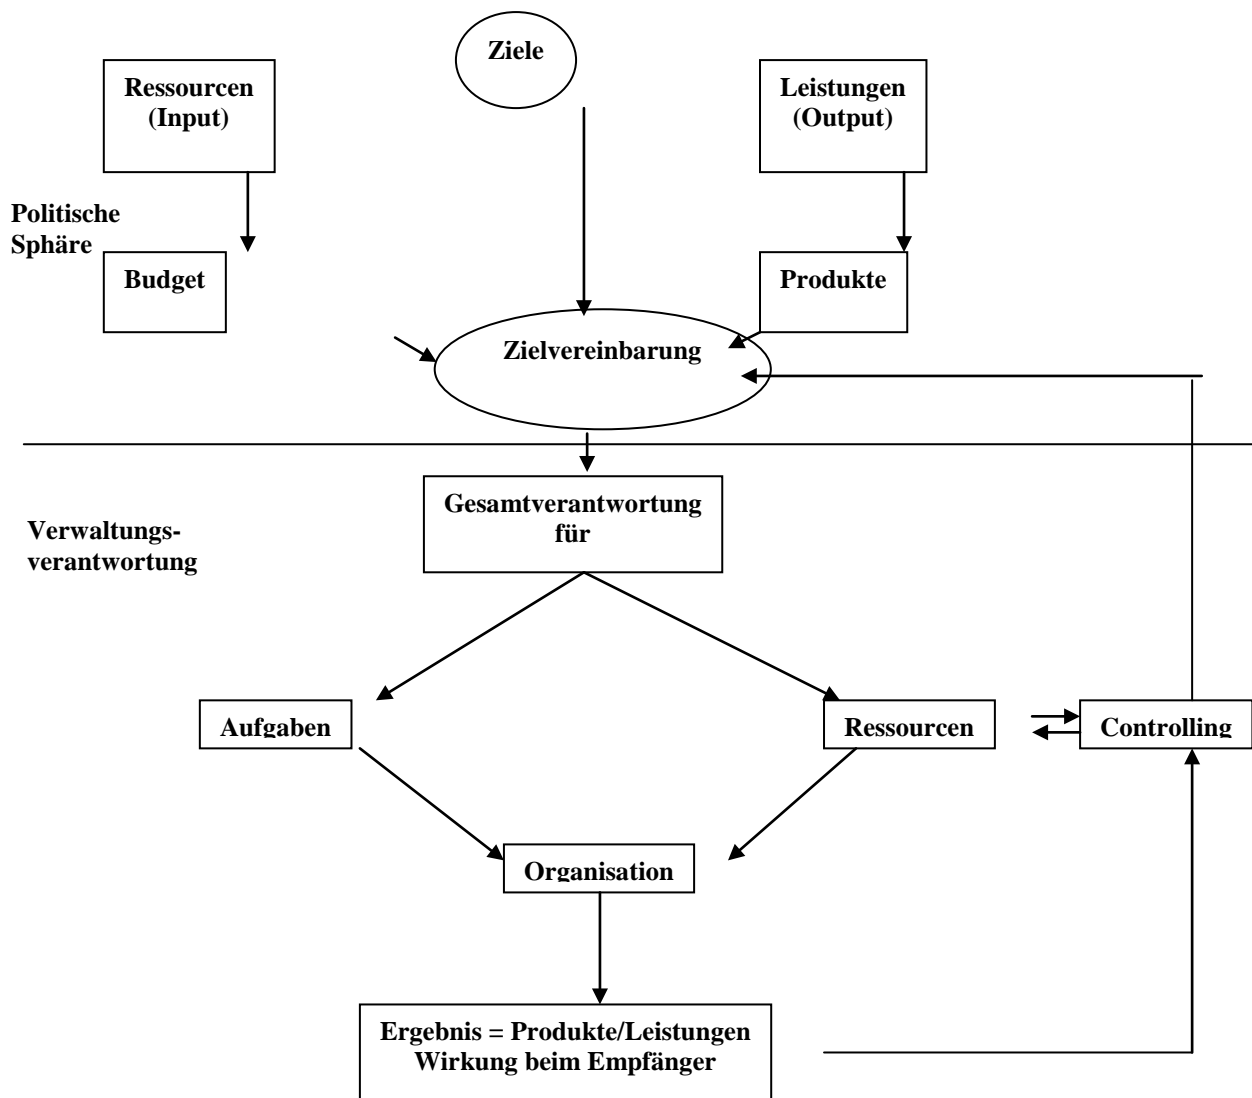 Ziele
Ressourcen
(Input)
Leistungen
(Output)
Politische
Sphäre
Budget
Produkte
Zielvereinbarung
Gesamtverantwortung
für
Verwaltungs-
verantwortung
Aufgaben
Ressourcen
Controlling
Organisation
Ergebnis = Produkte/Leistungen
Wirkung beim Empfänger